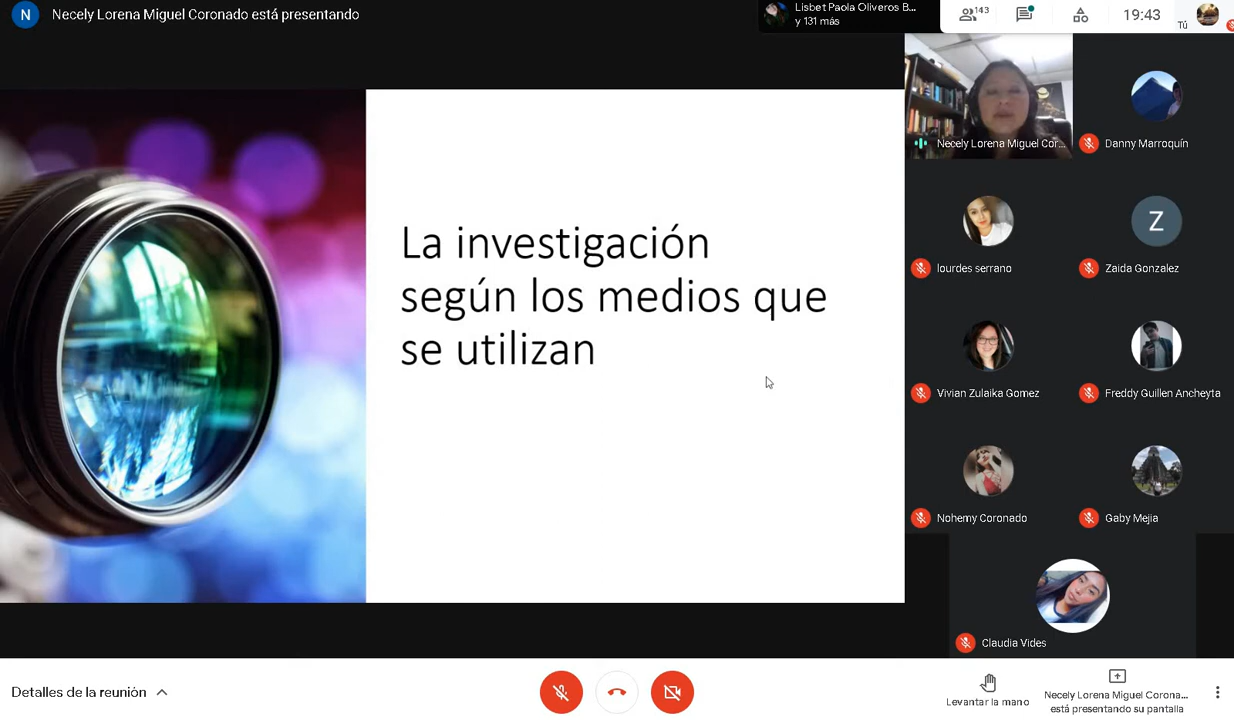 N Necely Lorena Miguel Coronado está presentando
Lisbet Paola Oliveros B...
y 131 más
143
19:43
Tú
La investigación
según los medios que
se utilizan
Necely Lorena Miguel Cor...
Danny Marroquín
lourdes serrano
Z
Zaida Gonzalez
Vivian Zulaika Gomez
Freddy Guillen Ancheyta
Nohemy Coronado
Gaby Mejia
Claudia Vides
Detalles de la reunión
Levantar la mano
Necely Lorena Miguel Corona...
está presentando su pantalla